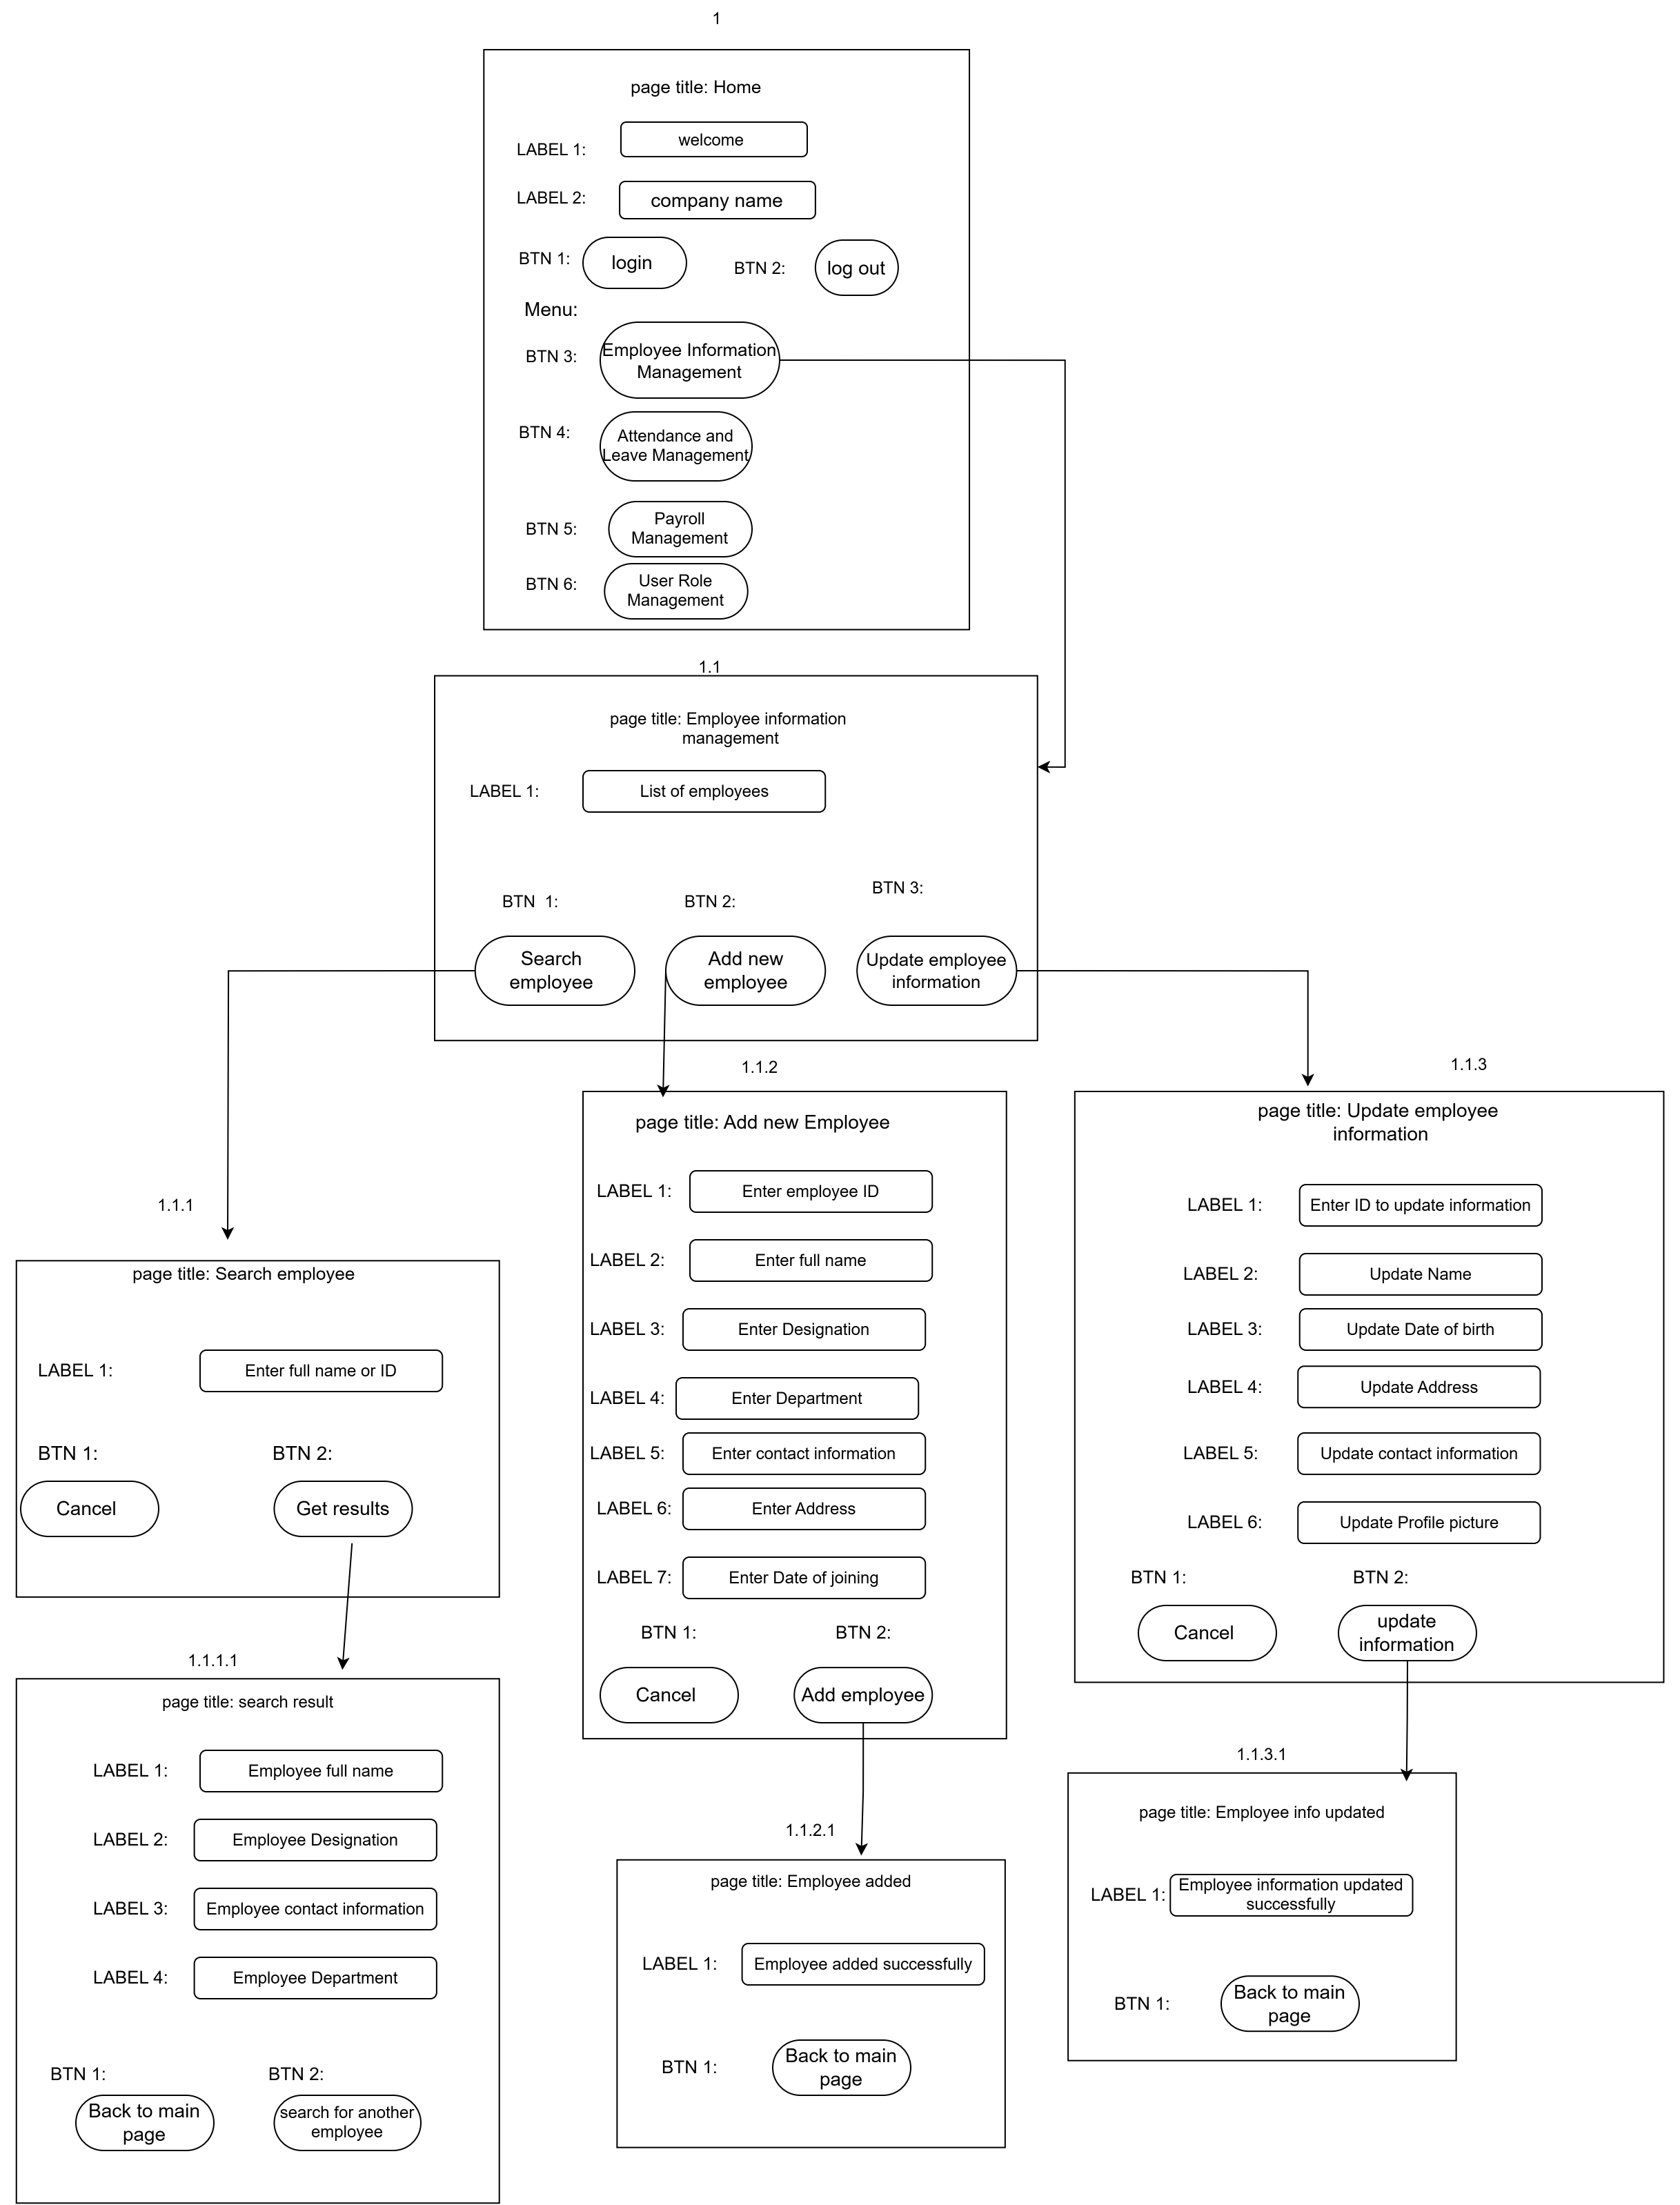 1
page title: Home
LABEL 1:
welcome
LABEL 2:
company name
BTN 1:
login
BTN 2:
log out
Menu:
BTN 3:
Employee Information
Management
BTN 4:
Attendance and
Leave Management
BTN 5:
Payroll
Management
BTN 6:
User Role
Management
1.1
page title: Employee information
management
LABEL 1:
List of employees
BTN  1:
BTN 2:
BTN 3:
Search
employee
Add new
employee
Update employee
information
1.1.1
page title: Search employee
LABEL 1:
Enter full name or ID
BTN 1:
BTN 2:
Cancel
Get results
1.1.1.1
page title: search result
LABEL 1:
Employee full name
LABEL 2:
Employee Designation
LABEL 3:
Employee contact information
LABEL 4:
Employee Department
BTN 1:
BTN 2:
Back to main
page
search for another
employee
1.1.2
page title: Add new Employee
LABEL 1:
Enter employee ID
LABEL 2:
Enter full name
LABEL 3:
Enter Designation
LABEL 4:
Enter Department
LABEL 5:
Enter contact information
LABEL 6:
Enter Address
LABEL 7:
Enter Date of joining
BTN 1:
BTN 2:
Cancel
Add employee
1.1.2.1
page title: Employee added
LABEL 1:
Employee added successfully
BTN 1:
Back to main
page
1.1.3
page title: Update employee
information
LABEL 1:
Enter ID to update information
LABEL 2:
Update Name
LABEL 3:
Update Date of birth
LABEL 4:
Update Address
LABEL 5:
Update contact information
LABEL 6:
Update Profile picture
BTN 1:
BTN 2:
Cancel
update
information
1.1.3.1
page title: Employee info updated
LABEL 1:
Employee information updated
successfully
BTN 1:
Back to main
page